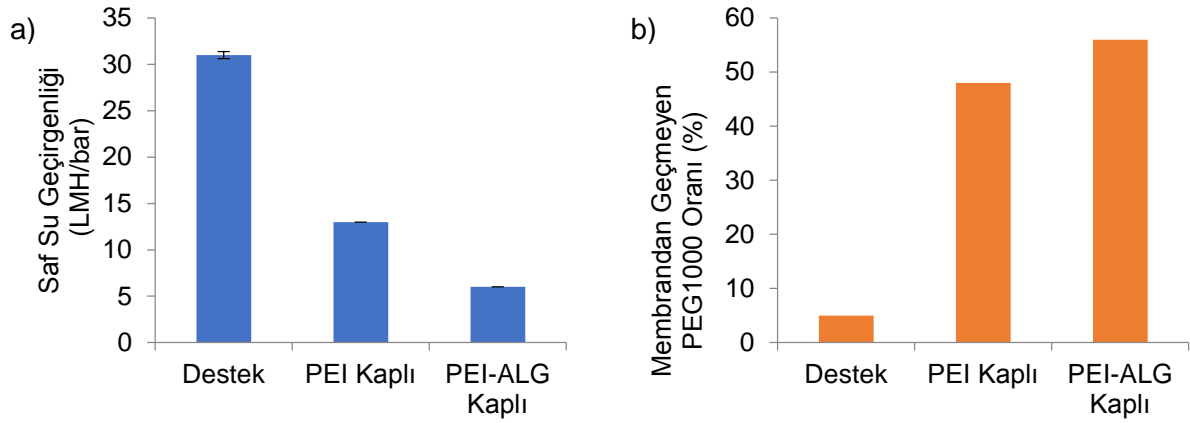 a)
Saf Su Geçirgenliği
(LMH/bar)
35
30
25
20
15
10
5
0
Destek
PEI Kaplı
PEI-ALG
Kaplı
b)
Membrandan Geçmeyen
PEG1000 Oranı (%)
60
50
40
30
20
10
0
Destek
PEI Kaplı
PEI-ALG
Kaplı